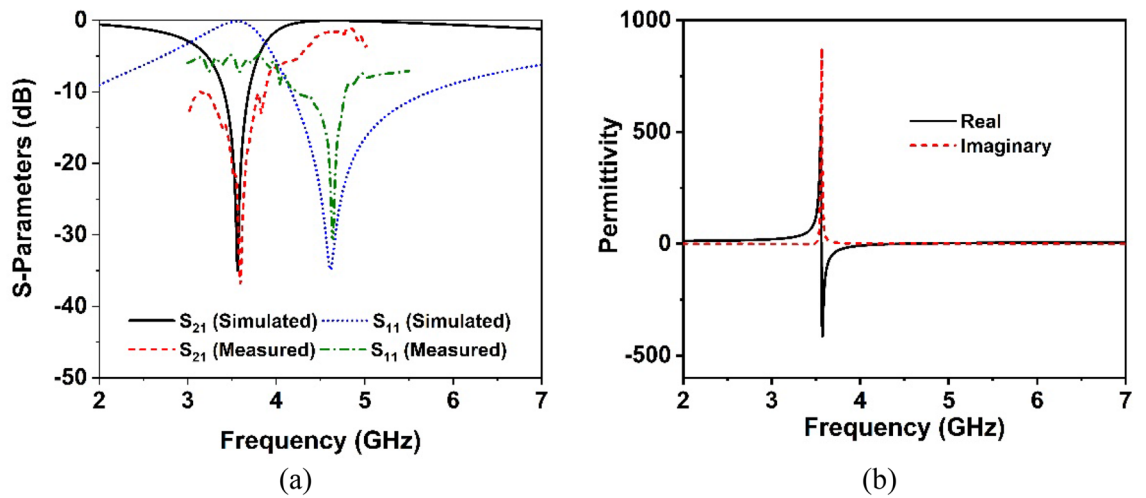 0
-10
-20
-30
-40
-50
S-Parameters (dB)
S21 (Simulated) S11 (Simulated)
S21 (Measured) S11 (Measured)
2 3 4 5 6 7
Frequency (GHz)
(a)
1000
500
0
-500
Permittivity
Real
Imaginary
2 3 4 5 6 7
Frequency (GHz)
(b)